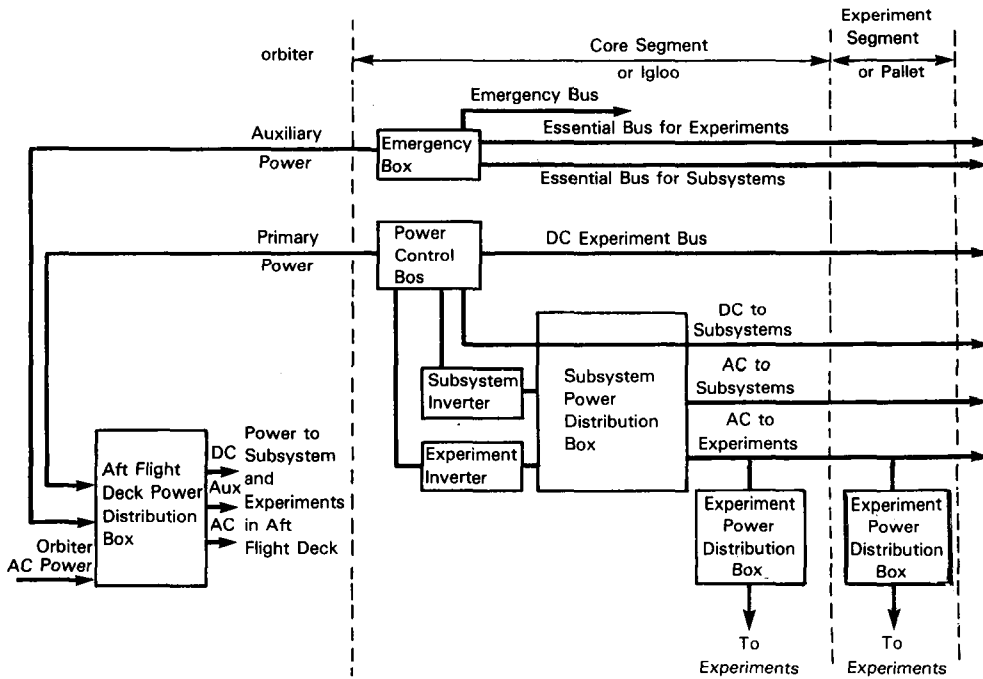 orbiter
Core Segment
or Igloo
Experiment
Segment
or Pallet
Emergency Bus
Auxiliary
Power
Emergency
Box
Essential Bus for Experiments
Essential Bus for Subsystems
Primary
Power
Power
Control
Bos
DC Experiment Bus
DC to
Subsystems
Subsystem
Inverter
Subsystem
Power
Distribution
Box
AC to
Subsystems
AC to
Experiments
Experiment
Inverter
Aft Flight
Deck Power
Distribution
Box
Orbiter
AC Power
DC
Aux
AC
Power to
Subsystem
and
Experiments
in Aft
Flight Deck
Experiment
Power
Distribution
Box
Experiment
Power
Distribution
Box
To
Experiments
To
Experiments